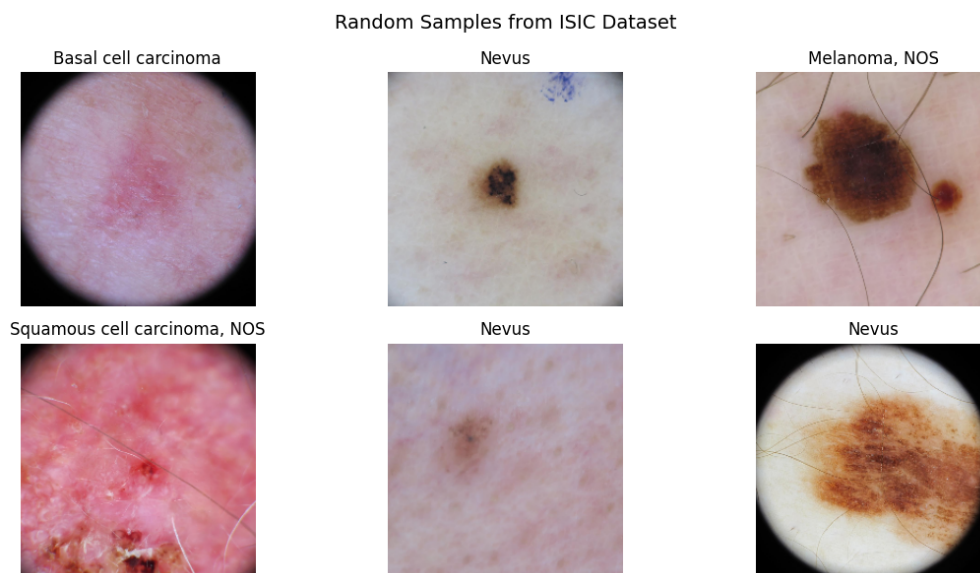 Random Samples from ISIC Dataset
Basal cell carcinoma
Nevus
Melanoma, NOS
Squamous cell carcinoma, NOS
Nevus
Nevus